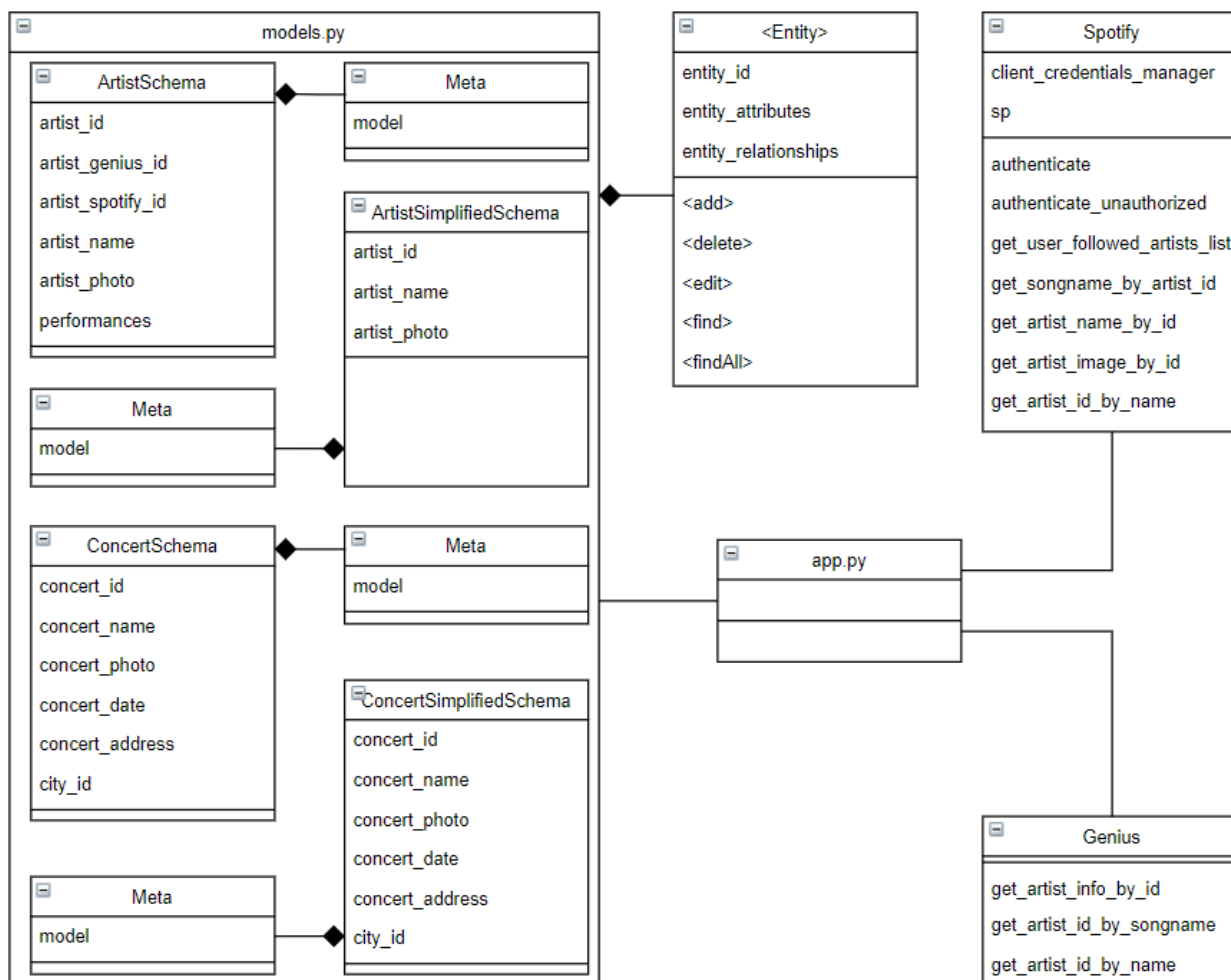 models.py
ArtistSchema
artist_id
artist_genius_id
artist_spotify_id
artist_name
artist_photo
performances
Meta
model
ArtistSimplifiedSchema
artist_id
artist_name
artist_photo
Meta
model
ConcertSchema
concert_id
concert_name
concert_photo
concert_date
concert_address
city_id
Meta
model
ConcertSimplifiedSchema
concert_id
concert_name
concert_photo
concert_date
concert_address
city_id
Meta
model
<Entity>
entity_id
entity_attributes
entity_relationships
<add>
<delete>
<edit>
<find>
<findAll>
app.py
Spotify
client_credentials_manager
sp
authenticate
authenticate_unauthorized
get_user_followed_artists_list
get_songname_by_artist_id
get_artist_name_by_id
get_artist_image_by_id
get_artist_id_by_name
Genius
get_artist_info_by_id
get_artist_id_by_songname
get_artist_id_by_name